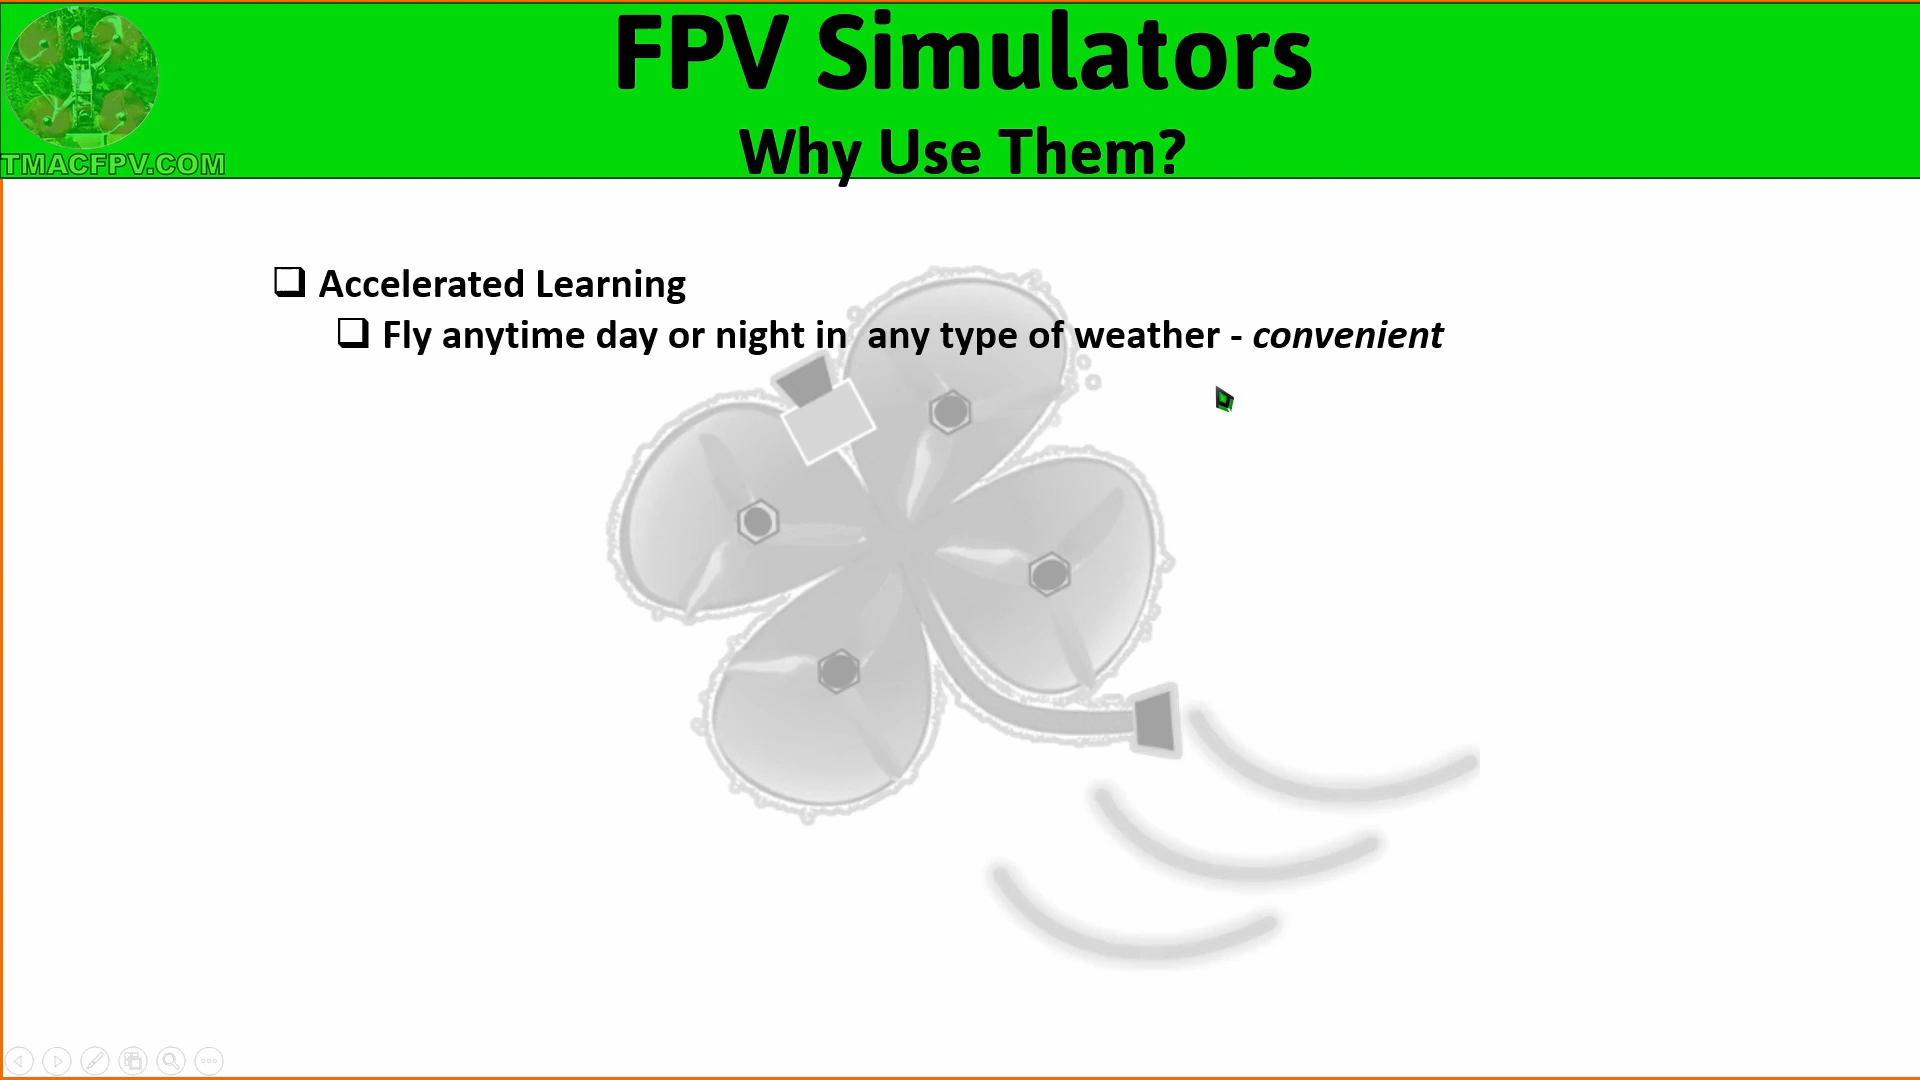 FPV Simulators
Why Use Them?
TMACFPV.COM
Accelerated Learning
Fly anytime day or night in  any type of weather - convenient